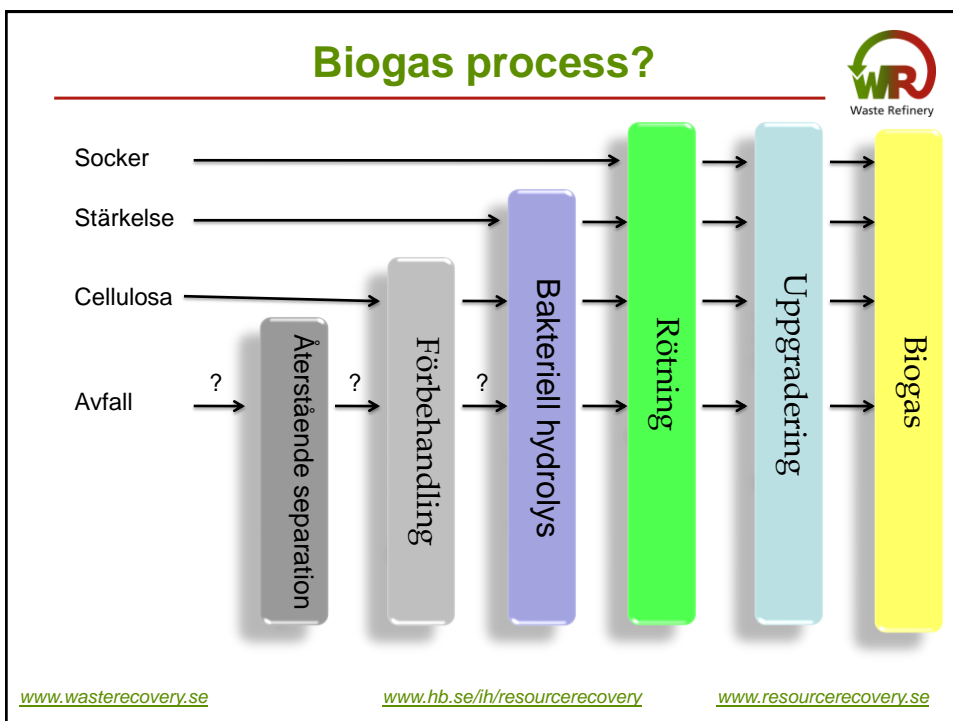 Biogas process?
WR
Waste Refinery
Socker
Stärkelse
Cellulosa
Avfall
?
?
?
Återstående separation
Förbehandling
Bakteriell hydrolys
Rötning
Uppgradering
Biogas
www.wasterecovery.se
www.hb.se/ih/resourcerecovery
www.resourcerecovery.se